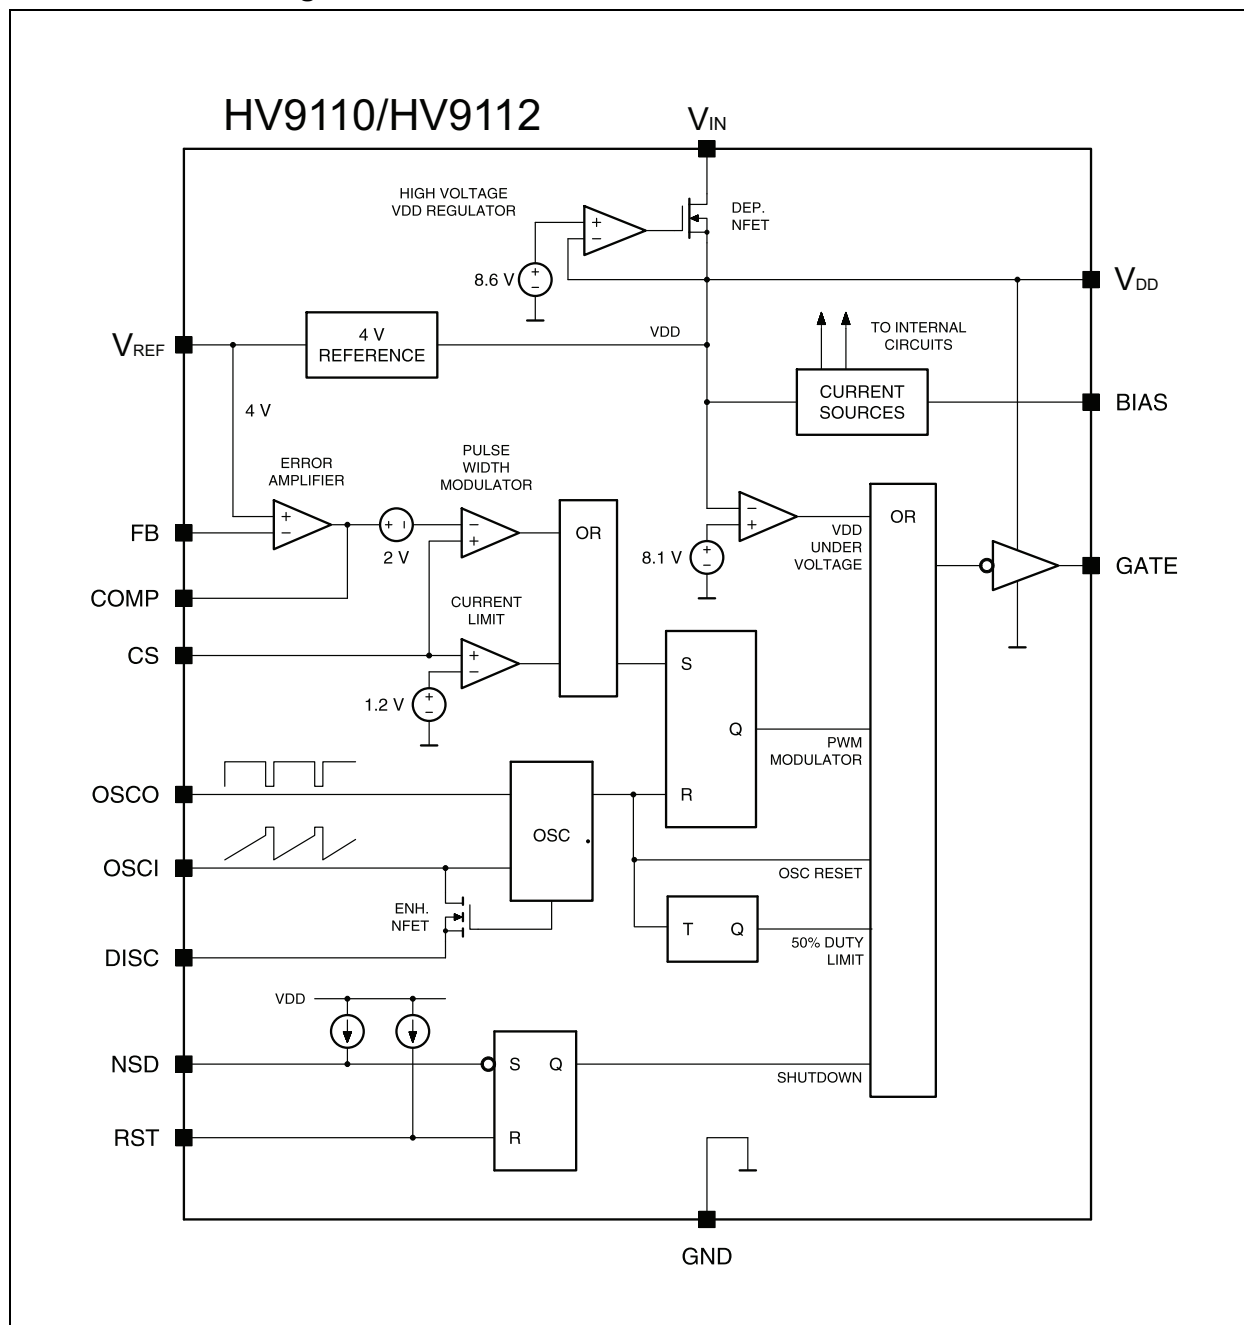 HV9110/HV9112
VIN
HIGH VOLTAGE
VDD REGULATOR
DEP.
NFET
+
−
8.6 V
+
−
VDD
VDD
VREF
4 V
REFERENCE
TO INTERNAL
CIRCUITS
CURRENT
SOURCES
BIAS
4 V
ERROR
AMPLIFIER
PULSE
WIDTH
MODULATOR
FB
+
−
+ −
2 V
−
+
OR
−
+
VDD
UNDER
VOLTAGE
8.1 V
+
−
OR
GATE
COMP
CURRENT
LIMIT
CS
+
−
1.2 V
+
−
S
Q
R
PWM
MODULATOR
OSCO
OSC
OSCI
OSC RESET
ENH.
NFET
T Q
50% DUTY
LIMIT
DISC
VDD
NSD
S Q
R
SHUTDOWN
RST
GND